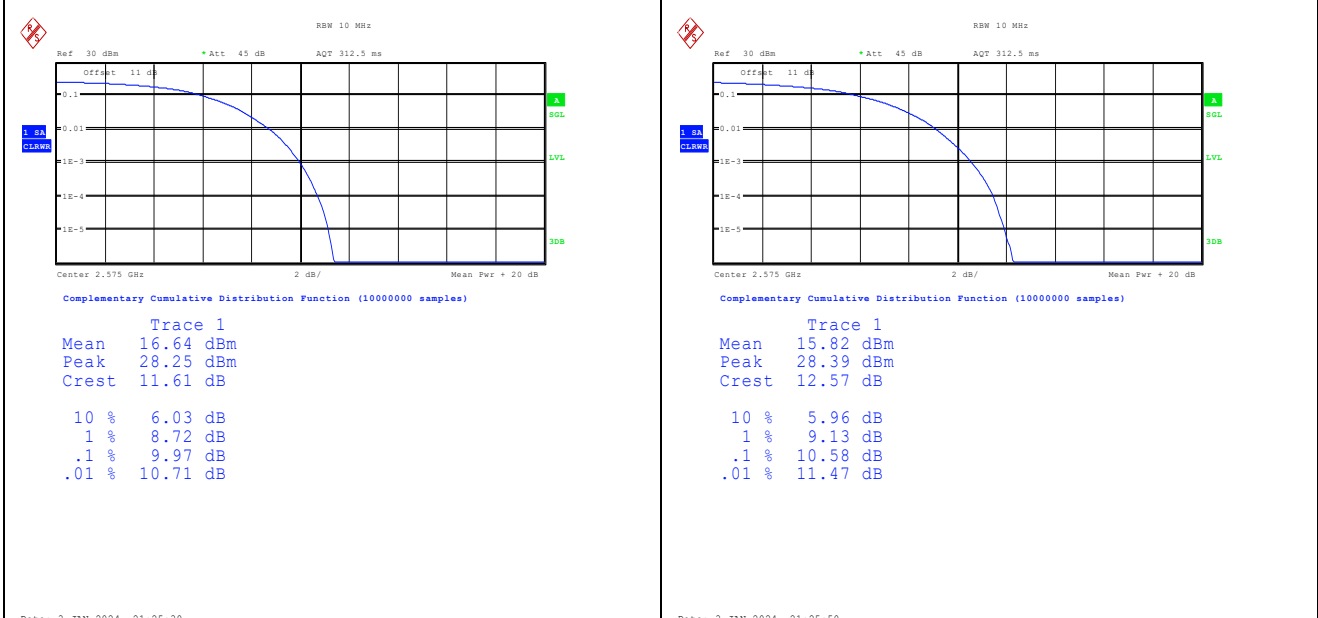 R
S
RBW 10 MHz
Ref 30 dBm * Att 45 dB AQT 312.5 ms
Offset 11 dB
0.1
A
SGL
1 SA
CLRWR
0.01
1E-3
LVL
1E-4
1E-5
3DB
Center 2.575 GHz 2 dB/ Mean Pwr + 20 dB
Complementary Cumulative Distribution Function (10000000 samples)
Trace 1
Mean 16.64 dBm
Peak 28.25 dBm
Crest 11.61 dB
10 % 6.03 dB
1 % 8.72 dB
.1 % 9.97 dB
.01 % 10.71 dB
R
S
RBW 10 MHz
Ref 30 dBm * Att 45 dB AQT 312.5 ms
Offset 11 dB
0.1
A
SGL
1 SA
CLRWR
0.01
1E-3
LVL
1E-4
1E-5
3DB
Center 2.575 GHz 2 dB/ Mean Pwr + 20 dB
Complementary Cumulative Distribution Function (10000000 samples)
Trace 1
Mean 15.82 dBm
Peak 28.39 dBm
Crest 12.57 dB
10 % 5.96 dB
1 % 9.13 dB
.1 % 10.58 dB
.01 % 11.47 dB